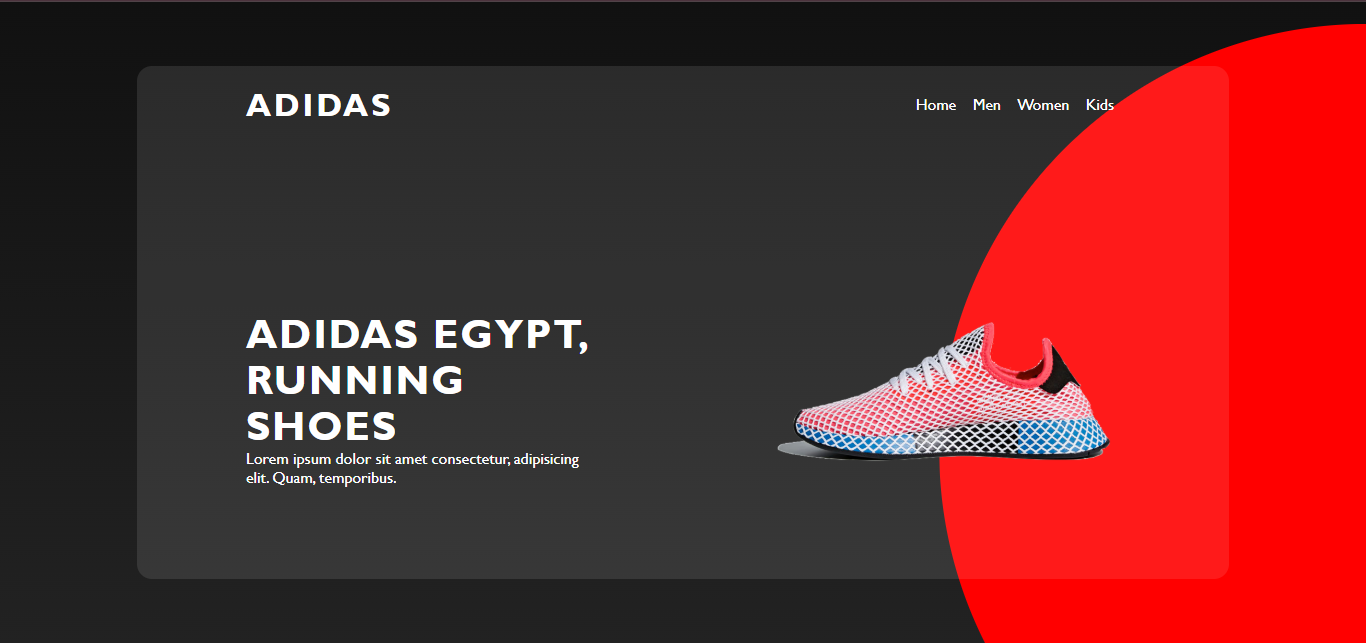 ADIDAS
Home Men Women Kids
ADIDAS EGYPT,
RUNNING
SHOES
Lorem ipsum dolor sit amet consectetur, adipisicing
elit. Quam, temporibus.